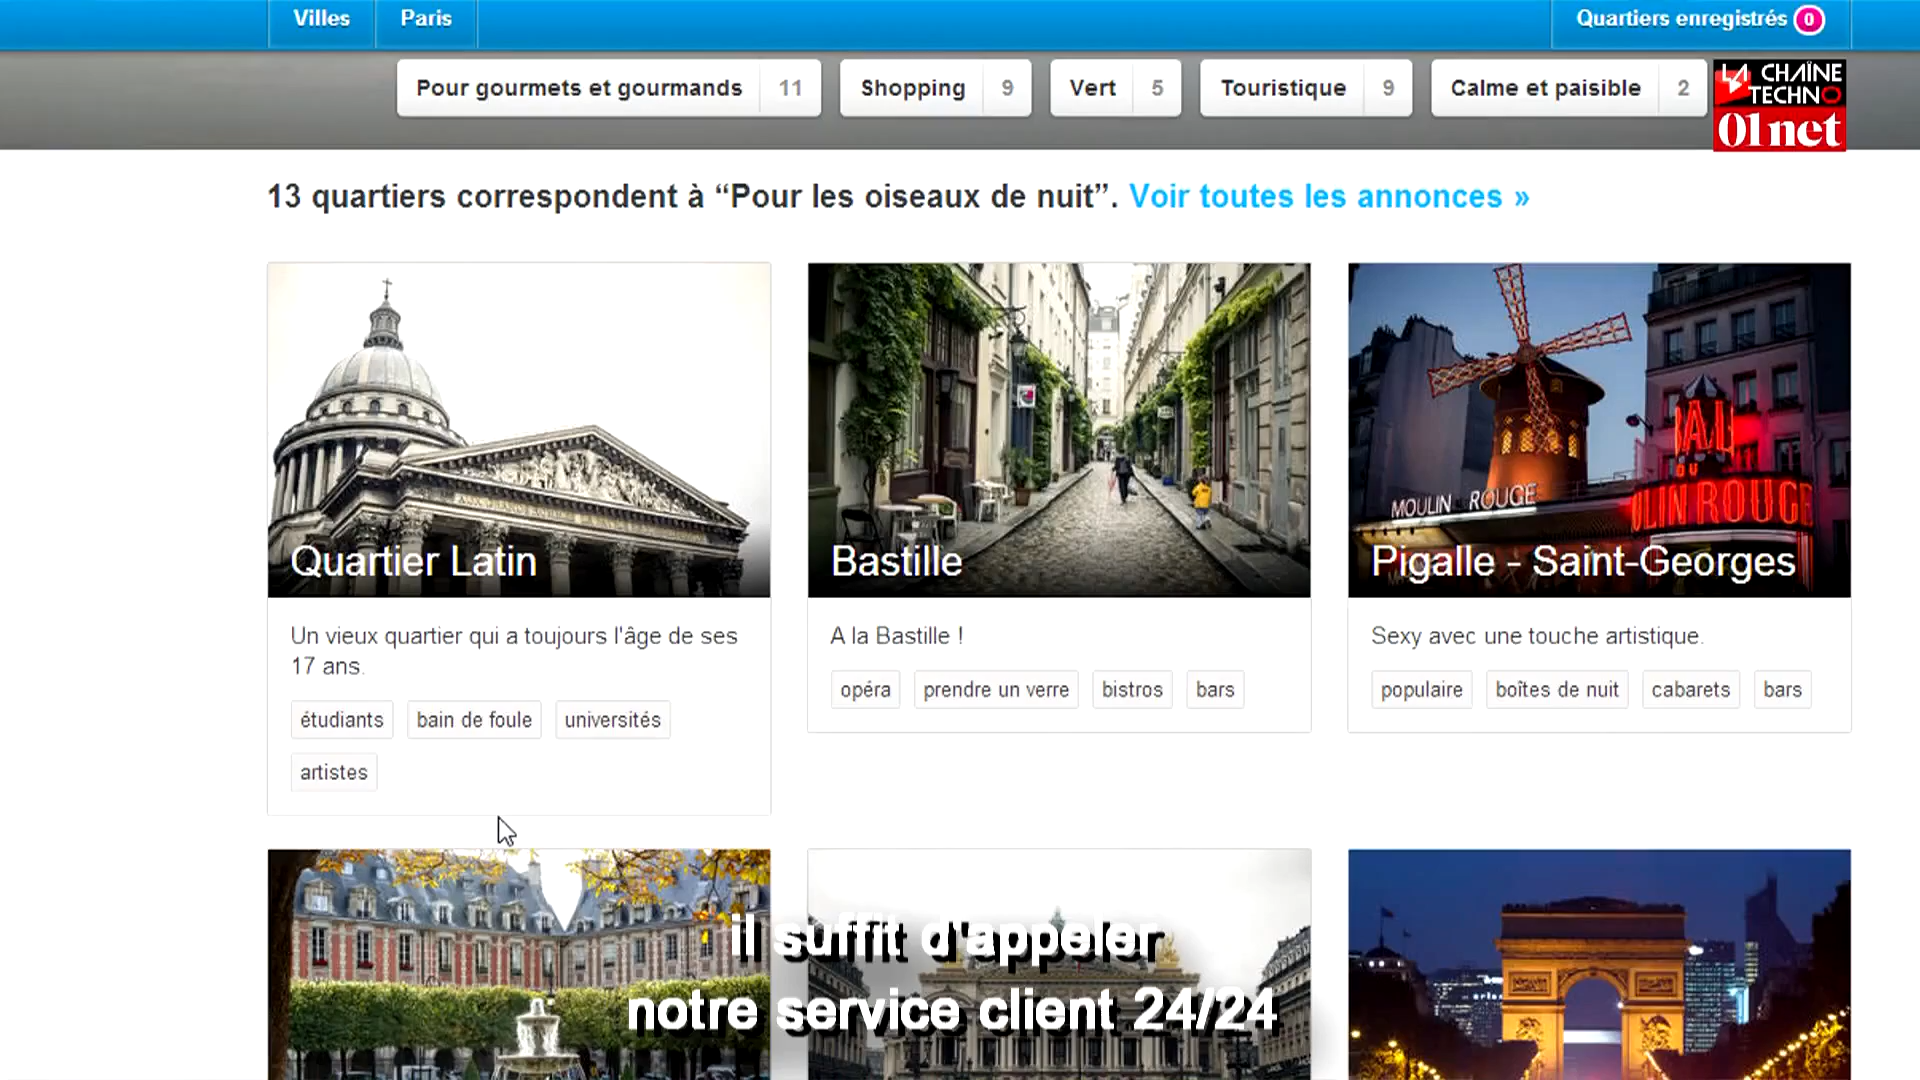 Villes
Paris
Quartiers enregistrés 0
Pour gourmets et gourmands 11
Shopping 9
Vert 5
Touristique 9
Calme et paisible 2
LA CHAÎNE
TECHNO
01net
13 quartiers correspondent à “Pour les oiseaux de nuit”. Voir toutes les annonces »
Quartier Latin
Un vieux quartier qui a toujours l'âge de ses
17 ans.
étudiants
bain de foule
universités
artistes
Bastille
A la Bastille !
opéra
prendre un verre
bistros
bars
MOULIN ROUGE
BAL
DU
MOULIN ROUGE
Pigalle - Saint-Georges
Sexy avec une touche artistique.
populaire
boîtes de nuit
cabarets
bars
il suffit d'appeler
notre service client 24/24